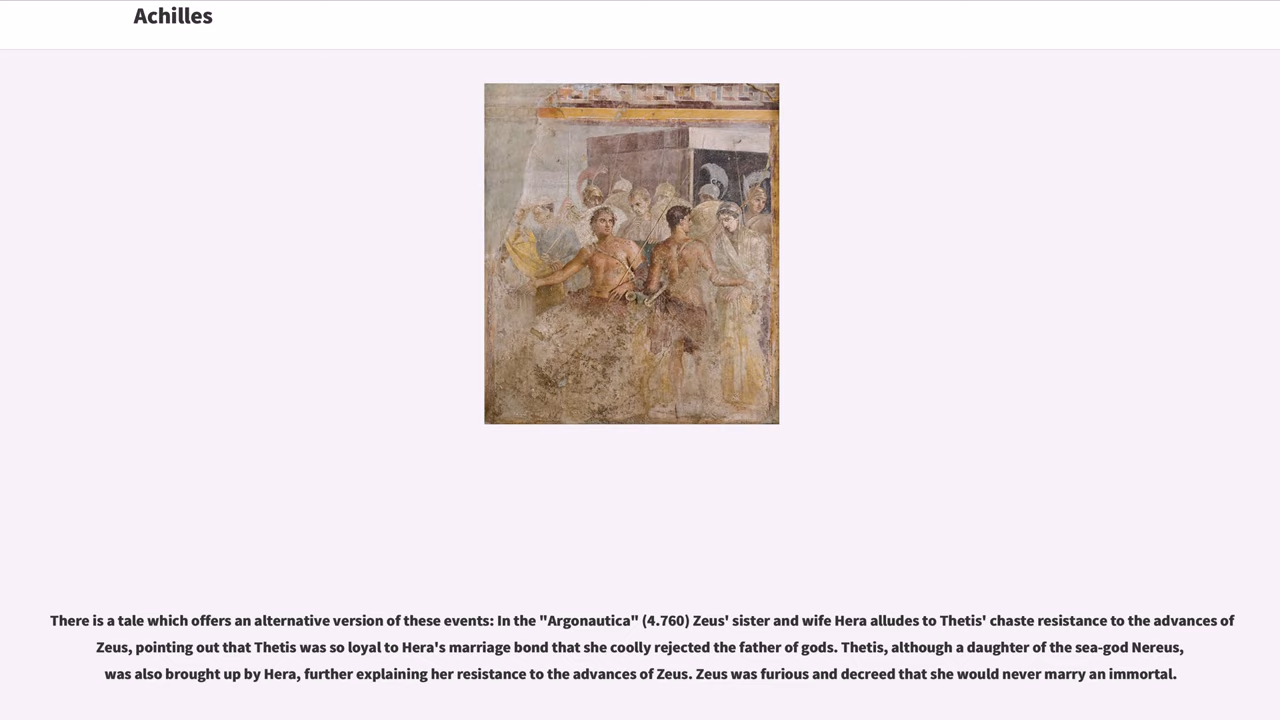 Achilles
There is a tale which offers an alternative version of these events: In the "Argonautica" (4.760) Zeus' sister and wife Hera alludes to Thetis' chaste resistance to the advances of
Zeus, pointing out that Thetis was so loyal to Hera's marriage bond that she coolly rejected the father of gods. Thetis, although a daughter of the sea-god Nereus,
was also brought up by Hera, further explaining her resistance to the advances of Zeus. Zeus was furious and decreed that she would never marry an immortal.